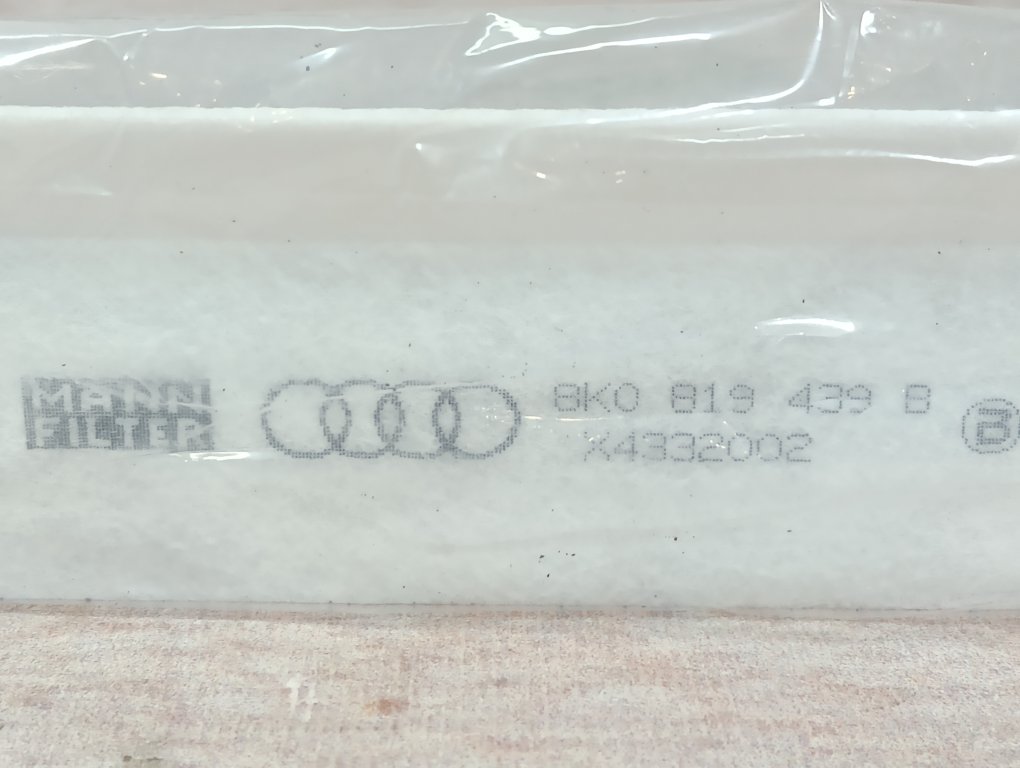 MANN
FILTER
8K0 819 439 B
X4332002
B